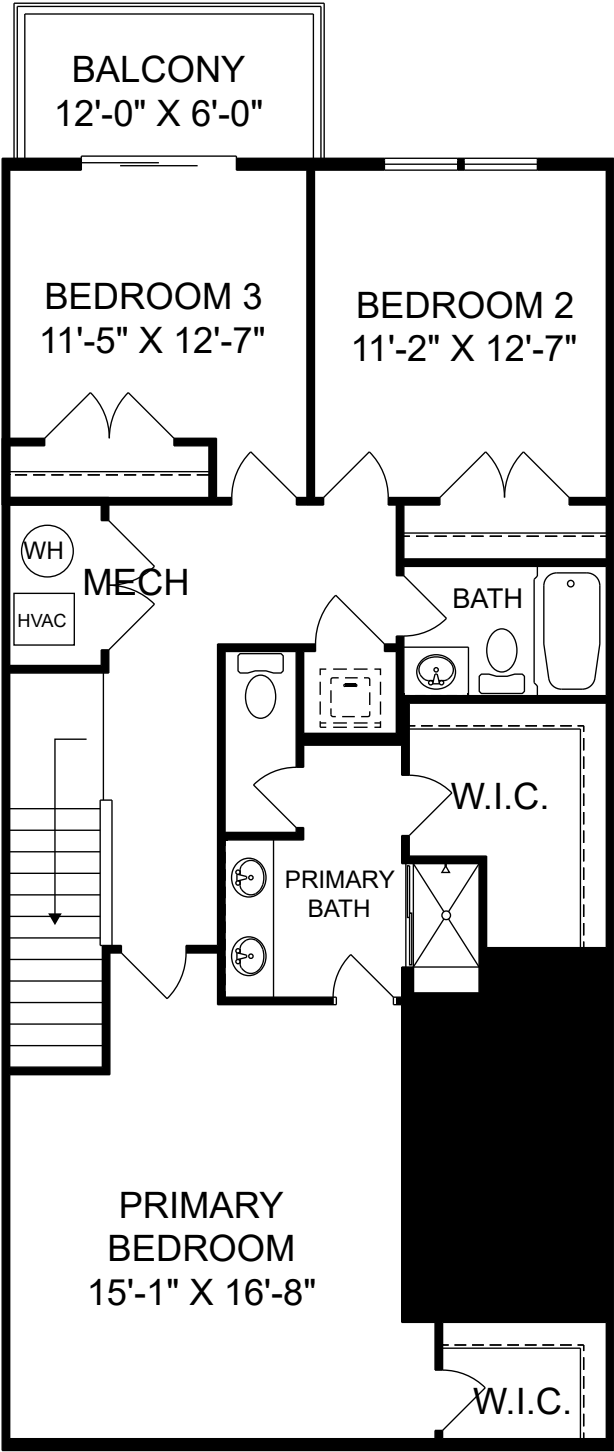 BALCONY
12'-0" X 6'-0"
BEDROOM 3
11'-5" X 12'-7"
BEDROOM 2
11'-2" X 12'-7"
WH
MECH
HVAC
BATH
W.I.C.
PRIMARY
BATH
PRIMARY
BEDROOM
15'-1" X 16'-8"
W.I.C.